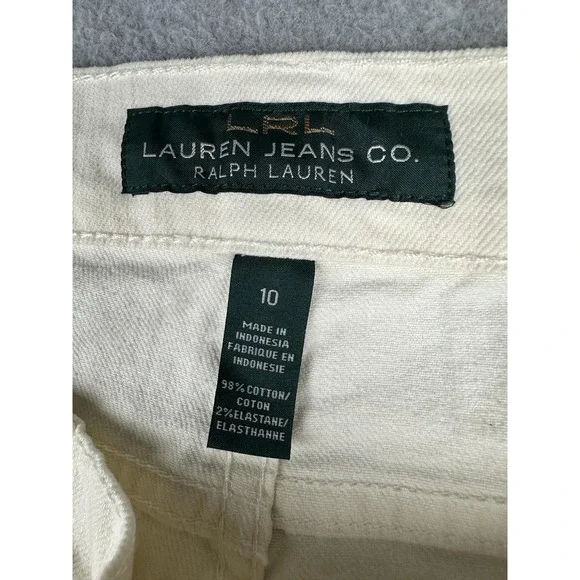 LRL
LAUREN JEANS CO.
RALPH LAUREN
10
MADE IN
INDONESIA
FABRIQUE EN
INDONESIE
98% COTTON/
COTON
2% ELASTANE/
ELASTHANNE